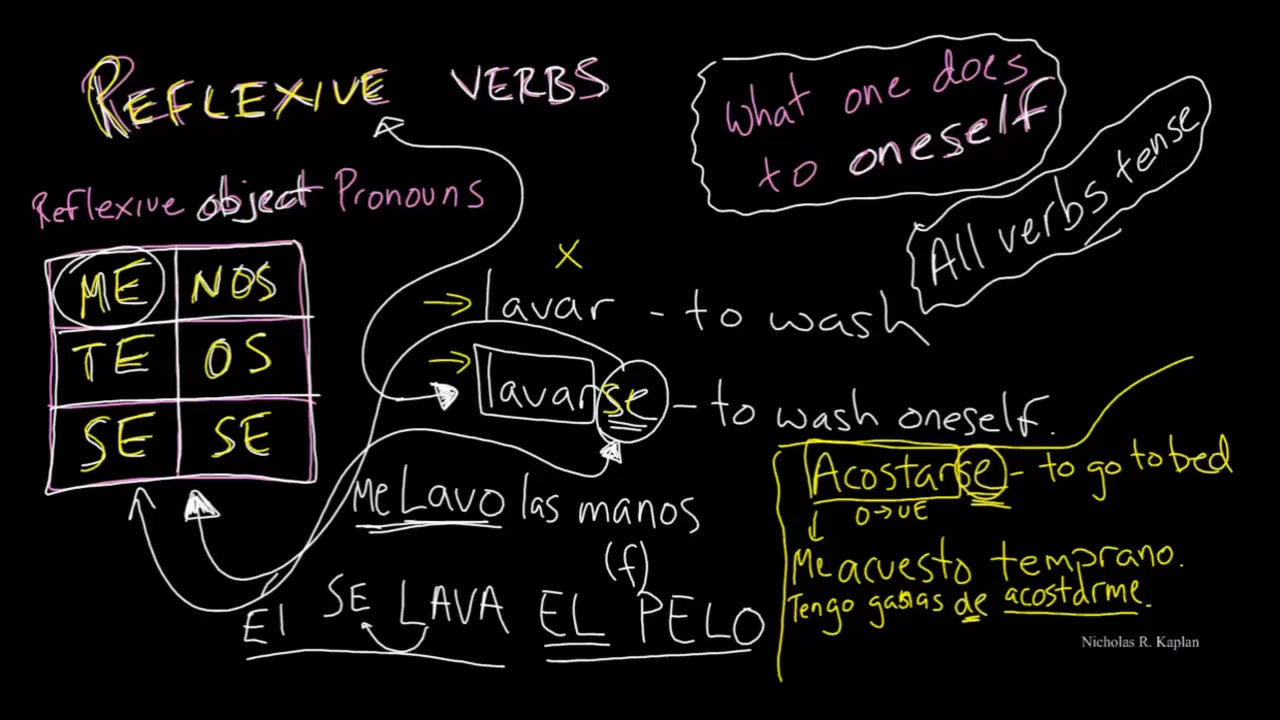 REFLEXIVE VERBS
What one does
to oneself
All verbs tense
Reflexive object Pronouns
ME NOS
TE OS
SE SE
x
→ lavar - to wash
→ lavarse - to wash oneself.
Me Lavo las manos
(f)
El SE LAVA EL PELO
Acostarse - to go to bed
O→UE
Me acuesto temprano.
Tengo ganas de acostarme.
Nicholas R. Kaplan